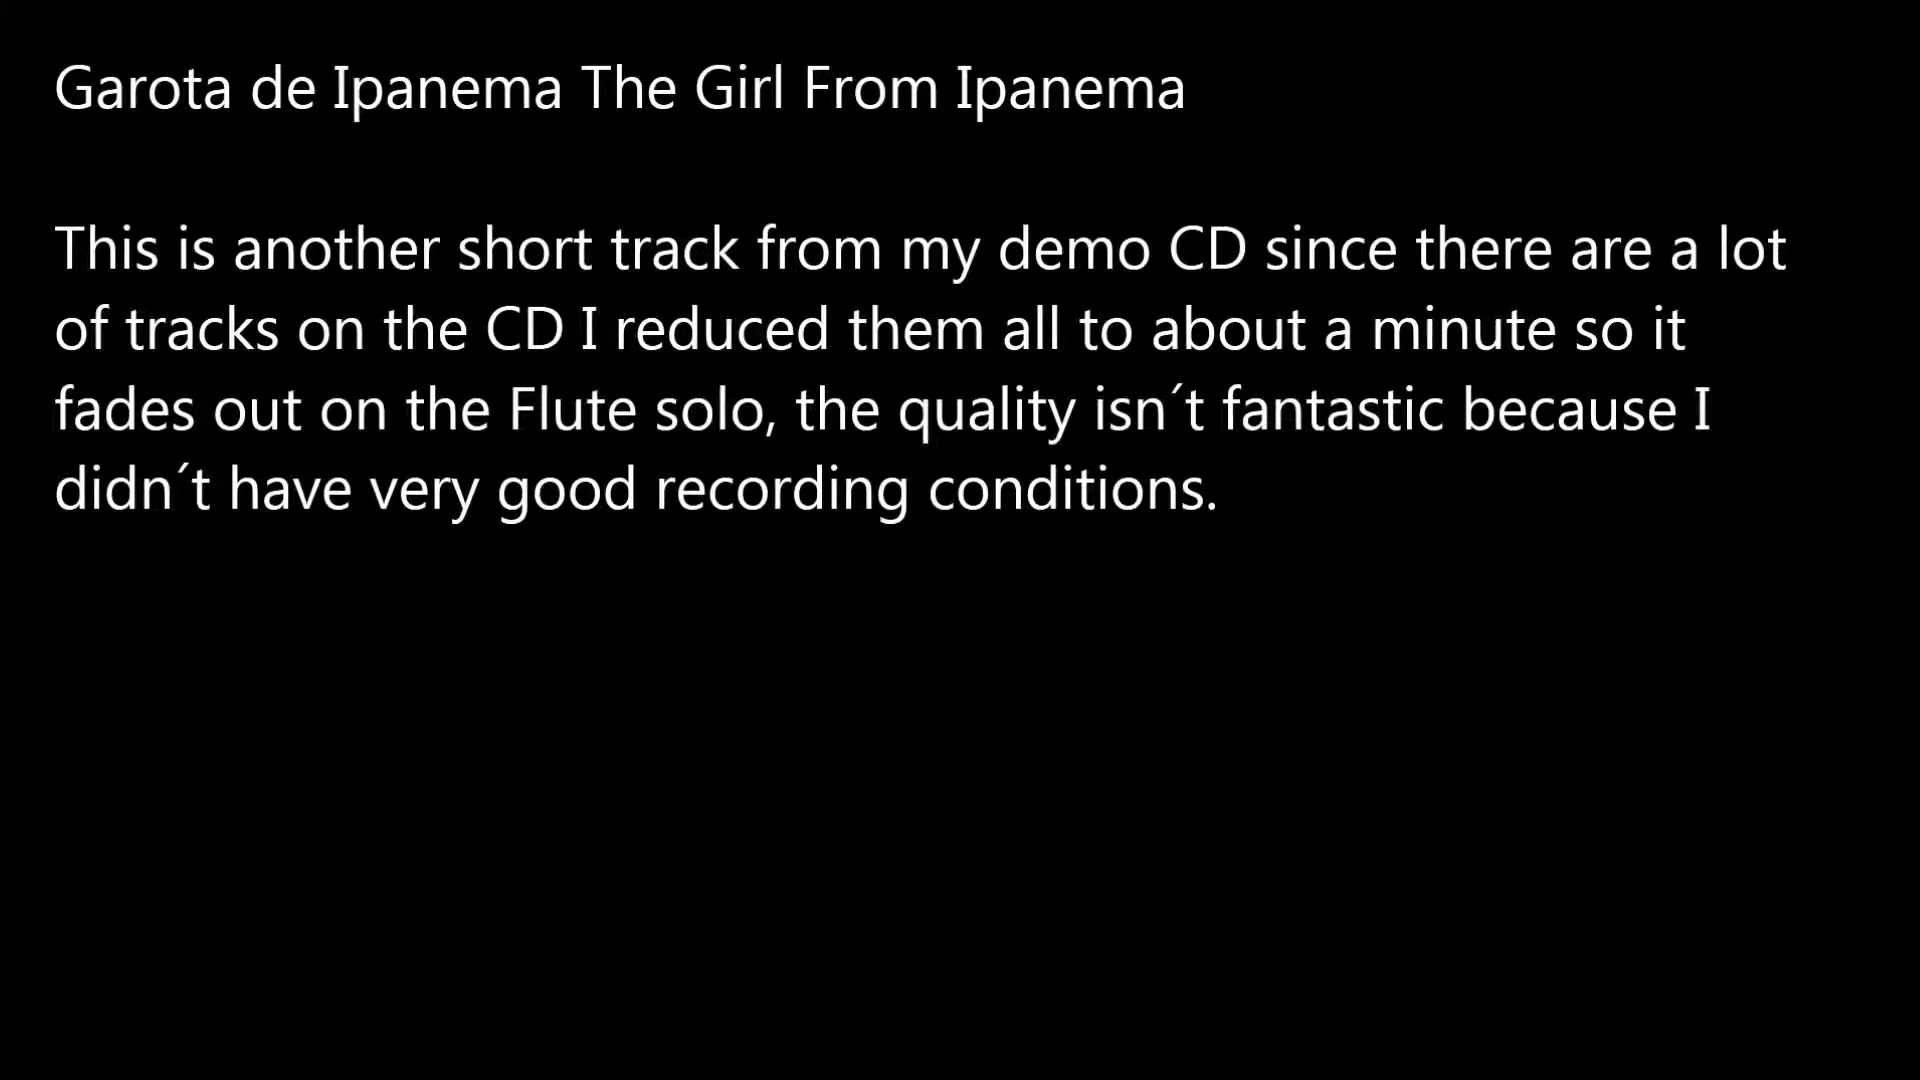 Garota de Ipanema The Girl From Ipanema
This is another short track from my demo CD since there are a lot
of tracks on the CD I reduced them all to about a minute so it
fades out on the Flute solo, the quality isn´t fantastic because I
didn´t have very good recording conditions.